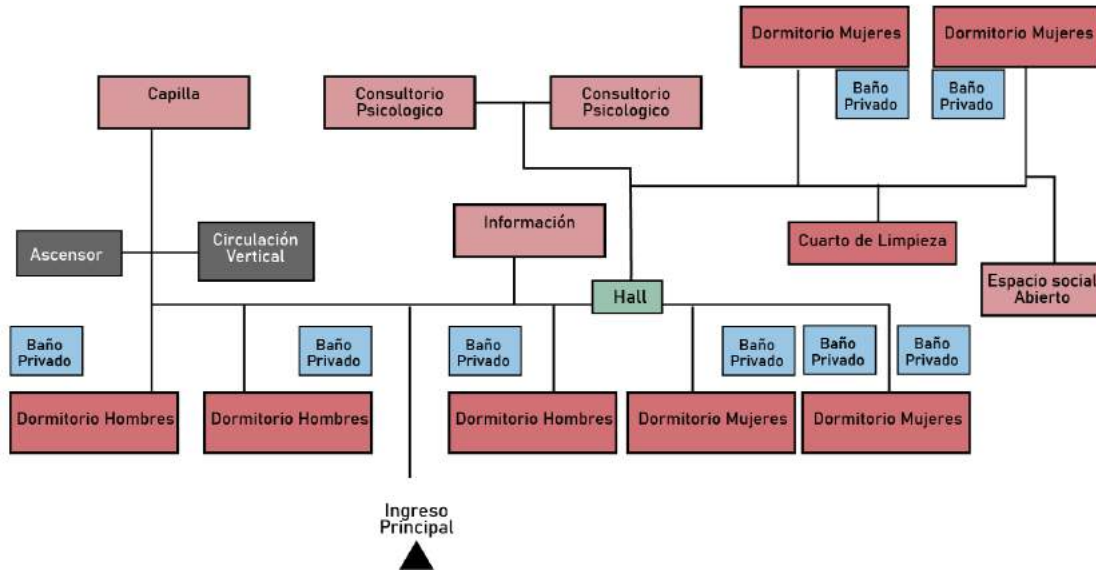 Dormitorio Mujeres
Dormitorio Mujeres
Capilla
Consultorio
Psicologico
Consultorio
Psicologico
Baño
Privado
Baño
Privado
Información
Ascensor
Circulación
Vertical
Cuarto de Limpieza
Hall
Espacio social
Abierto
Baño
Privado
Baño
Privado
Baño
Privado
Baño
Privado
Baño
Privado
Baño
Privado
Dormitorio Hombres
Dormitorio Hombres
Dormitorio Hombres
Dormitorio Mujeres
Dormitorio Mujeres
Ingreso
Principal